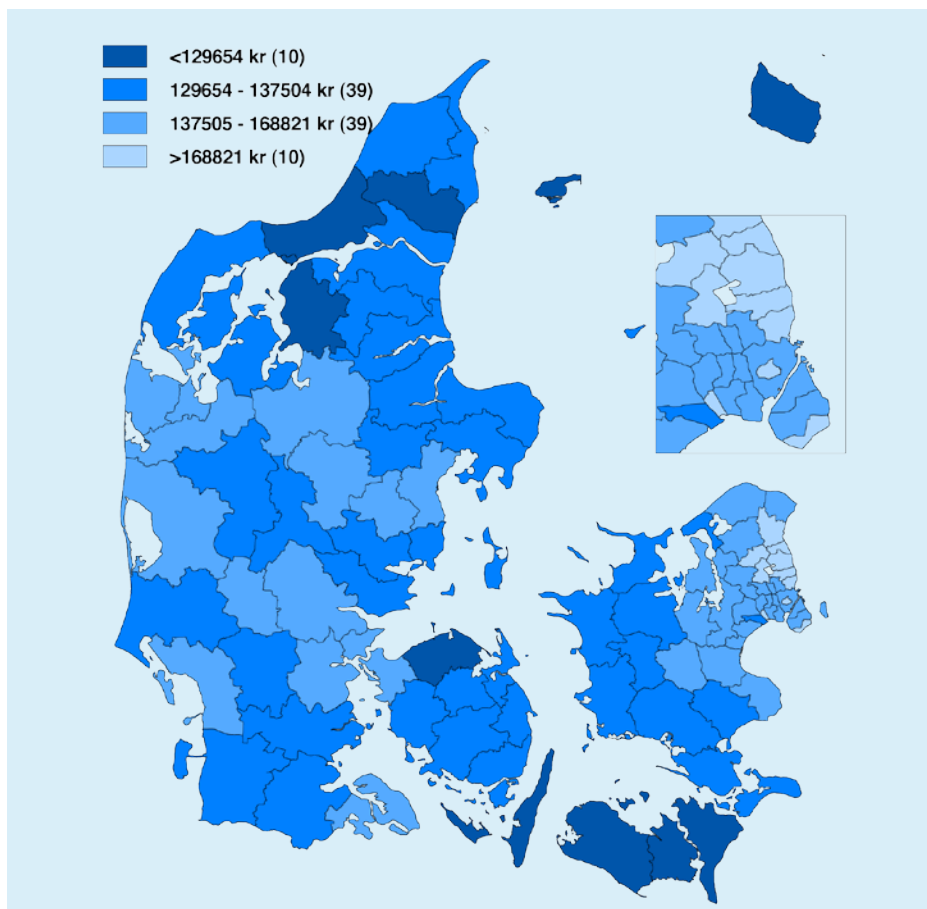 <129654 kr (10)
129654 - 137504 kr (39)
137505 - 168821 kr (39)
>168821 kr (10)